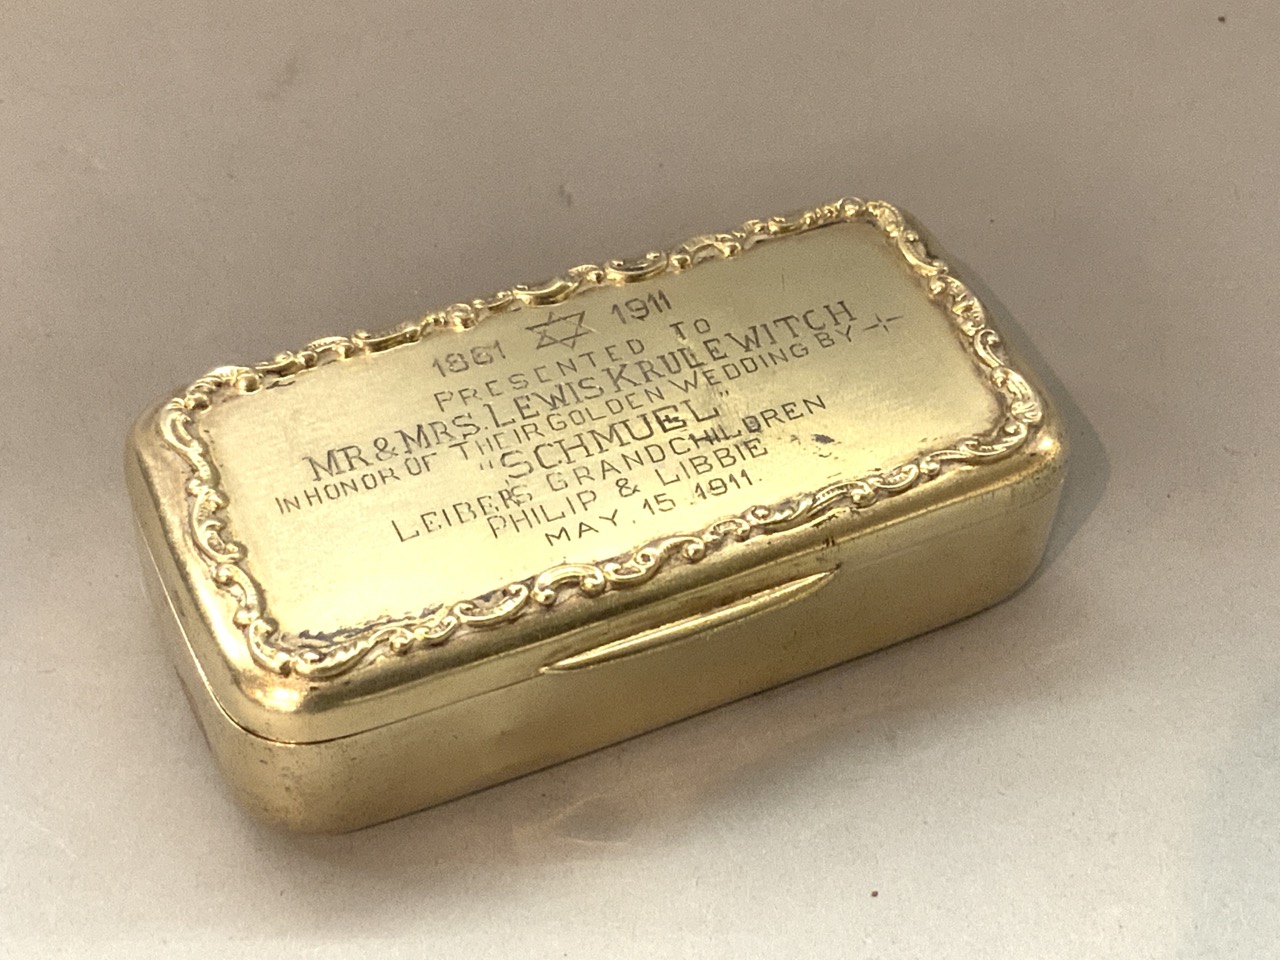 1861 ✡ 1911
PRESENTED TO
MR & MRS. LEWIS KRULEWITCH
IN HONOR OF THEIR GOLDEN WEDDING BY
"SCHMUEL"
LEIBERS GRANDCHILDREN
PHILIP & LIBBIE
MAY. 15. 1911.